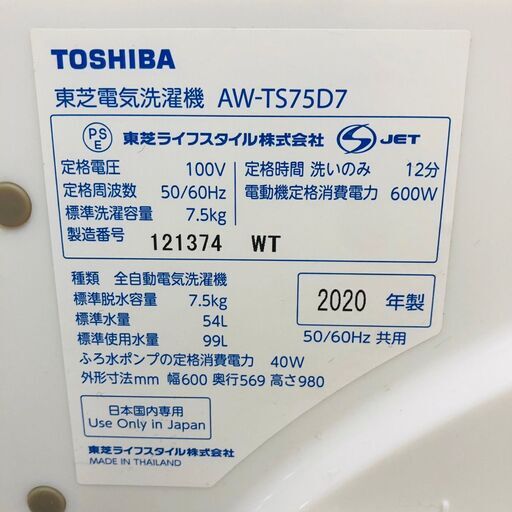 TOSHIBA
東芝電気洗濯機 AW-TS75D7
PS E 東芝ライフスタイル株式会社 S JET
定格電圧 100V 定格時間 洗いのみ 12分
定格周波数 50/60Hz 電動機定格消費電力 600W
標準洗濯容量 7.5kg
製造番号 121374 WT
種類 全自動電気洗濯機
標準脱水容量 7.5kg 2020 年製
標準水量 54L
標準使用水量 99L 50/60Hz 共用
ふろ水ポンプの定格消費電力 40W
外形寸法mm 幅600 奥行569 高さ980
日本国内専用
Use Only in Japan
東芝ライフスタイル株式会社
MADE IN THAILAND